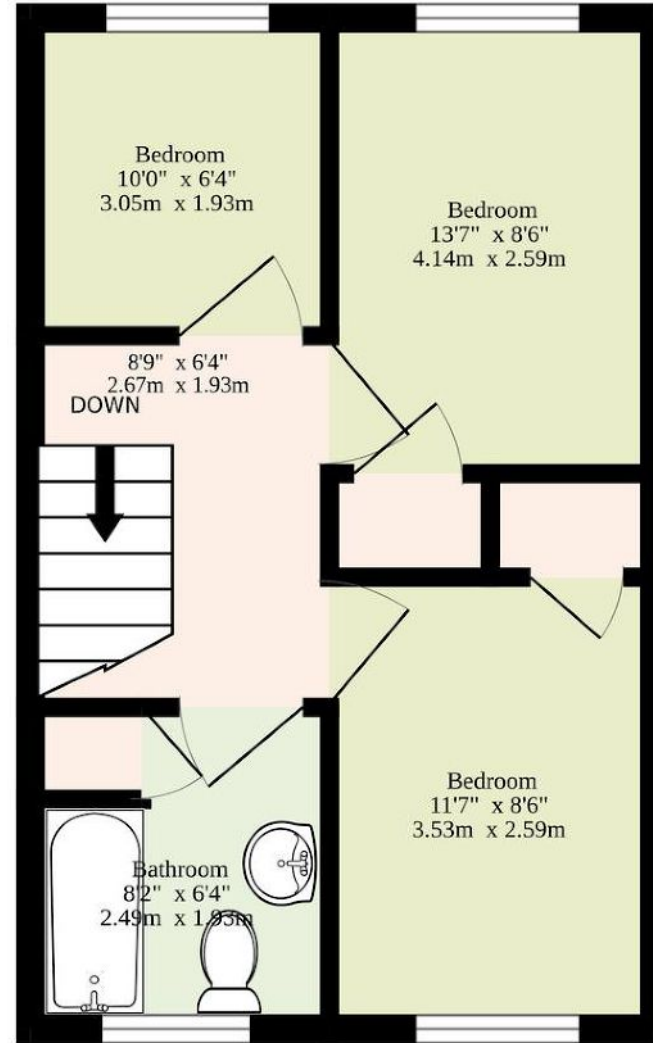 Bedroom
10'0" x 6'4"
3.05m x 1.93m
Bedroom
13'7" x 8'6"
4.14m x 2.59m
8'9" x 6'4"
2.67m x 1.93m
DOWN
Bedroom
11'7" x 8'6"
3.53m x 2.59m
Bathroom
8'2" x 6'4"
2.49m x 1.93m